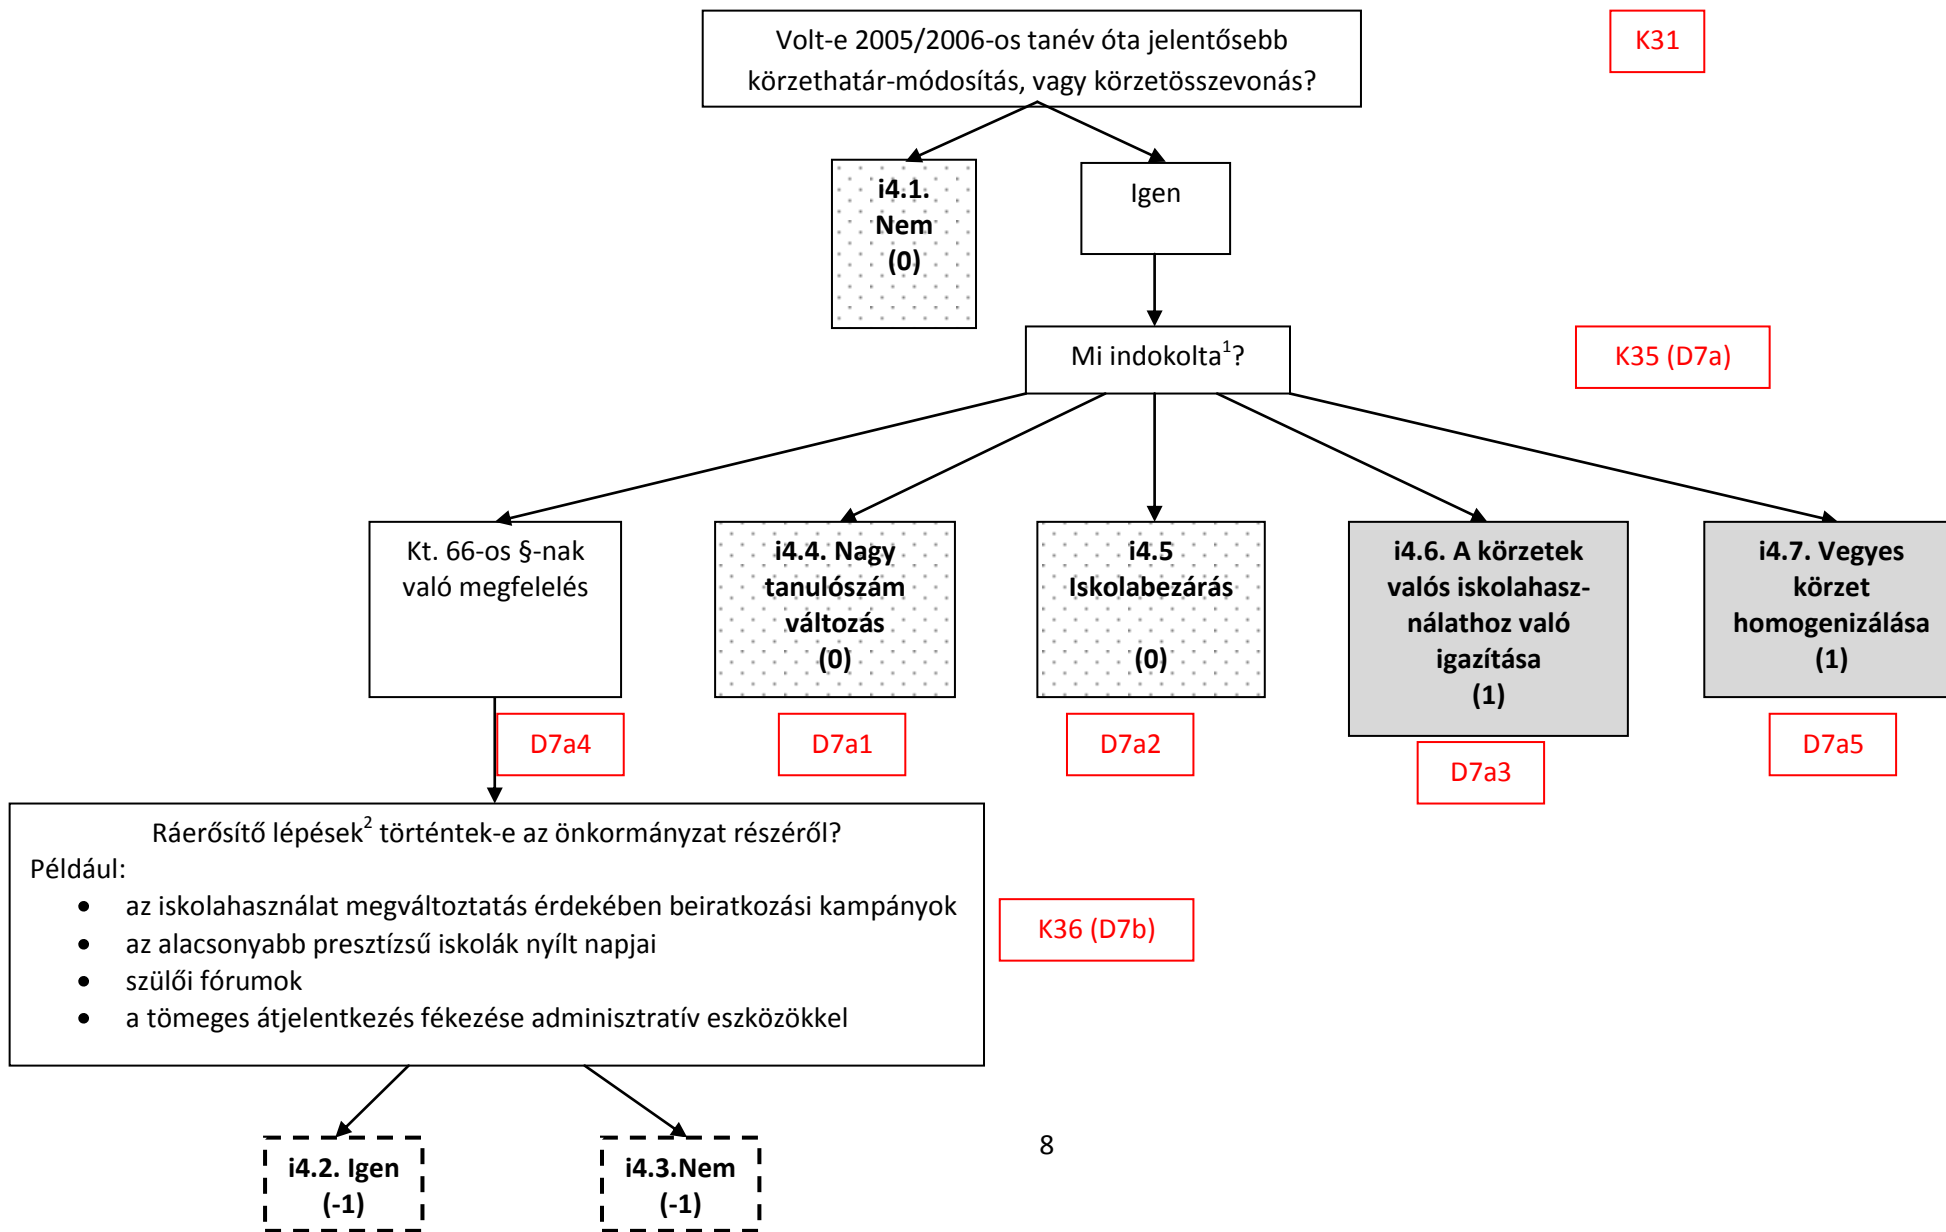 Volt-e 2005/2006-os tanév óta jelentősebb
körzethatár-módosítás, vagy körzetösszevonás?
K31
i4.1.
Nem
(0)
Igen
Mi indokolta¹?
K35 (D7a)
Kt. 66-os §-nak
való megfelelés
i4.4. Nagy
tanulószám
változás
(0)
i4.5
Iskolabezárás
(0)
i4.6. A körzetek
valós iskolahasz-
nálathoz való
igazítása
(1)
i4.7. Vegyes
körzet
homogenizálása
(1)
D7a4
D7a1
D7a2
D7a3
D7a5
Ráerősítő lépések² történtek-e az önkormányzat részéről?
Például:
• az iskolahasználat megváltoztatás érdekében beiratkozási kampányok
• az alacsonyabb presztízsű iskolák nyílt napjai
• szülői fórumok
• a tömeges átjelentkezés fékezése adminisztratív eszközökkel
K36 (D7b)
i4.2. Igen
(-1)
i4.3.Nem
(-1)
8